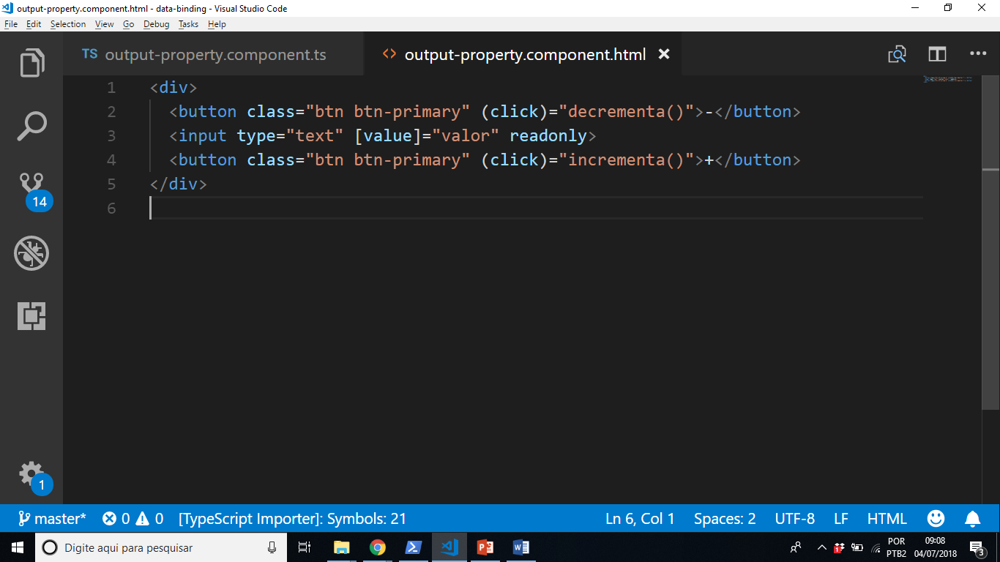 output-property.component.html - data-binding - Visual Studio Code
File Edit Selection View Go Debug Tasks Help
TS output-property.component.ts <> output-property.component.html
1 <div>
2 <button class="btn btn-primary" (click)="decrementa()">-</button>
3 <input type="text" [value]="valor" readonly>
4 <button class="btn btn-primary" (click)="incrementa()">+</button>
5 </div>
6
14
1
master* 0 0 [TypeScript Importer]: Symbols: 21 Ln 6, Col 1 Spaces: 2 UTF-8 LF HTML
Digite aqui para pesquisar
POR
PTB2
09:08
04/07/2018
3